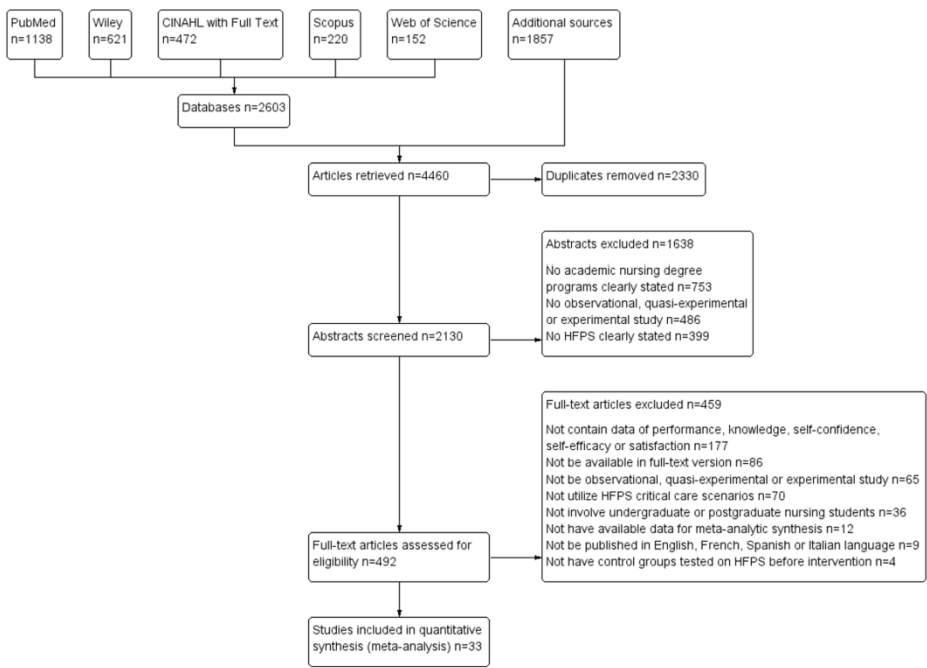 PubMed
n=1138
Wiley
n=621
CINAHL with Full Text
n=472
Scopus
n=220
Web of Science
n=152
Additional sources
n=1857
Databases n=2603
Articles retrieved n=4460
Duplicates removed n=2330
Abstracts excluded n=1638
No academic nursing degree
programs clearly stated n=753
No observational, quasi-experimental
or experimental study n=486
No HFPS clearly stated n=399
Abstracts screened n=2130
Full-text articles excluded n=459
Not contain data of performance, knowledge, self-confidence,
self-efficacy or satisfaction n=177
Not be available in full-text version n=86
Not be observational, quasi-experimental or experimental study n=65
Not utilize HFPS critical care scenarios n=70
Not involve undergraduate or postgraduate nursing students n=36
Not have available data for meta-analytic synthesis n=12
Not be published in English, French, Spanish or Italian language n=9
Not have control groups tested on HFPS before intervention n=4
Full-text articles assessed for
eligibility n=492
Studies included in quantitative
synthesis (meta-analysis) n=33